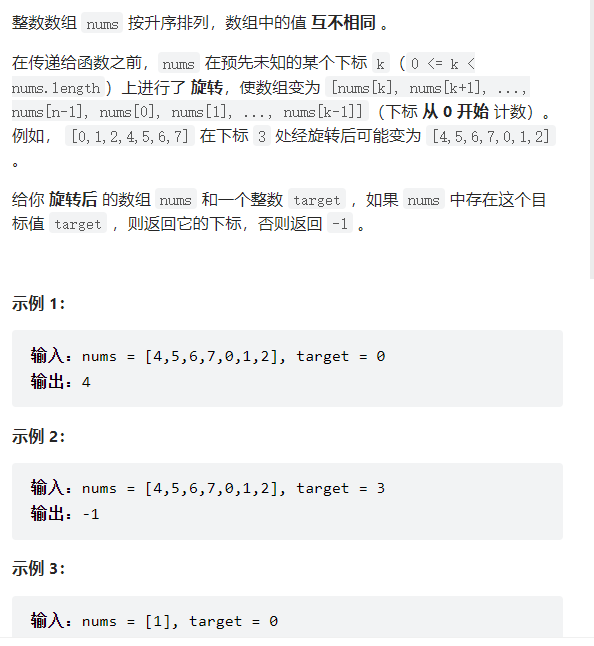 整数数组 nums 按升序排列，数组中的值 互不相同 。
在传递给函数之前，nums 在预先未知的某个下标 k（ 0 <= k <
nums.length ）上进行了 旋转，使数组变为 [nums[k], nums[k+1], ...,
nums[n-1], nums[0], nums[1], ..., nums[k-1]]（下标 从 0 开始 计数）。
例如， [0,1,2,4,5,6,7] 在下标 3 处经旋转后可能变为 [4,5,6,7,0,1,2]
。
给你 旋转后 的数组 nums 和一个整数 target ，如果 nums 中存在这个目
标值 target ，则返回它的下标，否则返回 -1 。
示例 1：
输入：nums = [4,5,6,7,0,1,2], target = 0
输出：4
示例 2：
输入：nums = [4,5,6,7,0,1,2], target = 3
输出：-1
示例 3：
输入：nums = [1], target = 0